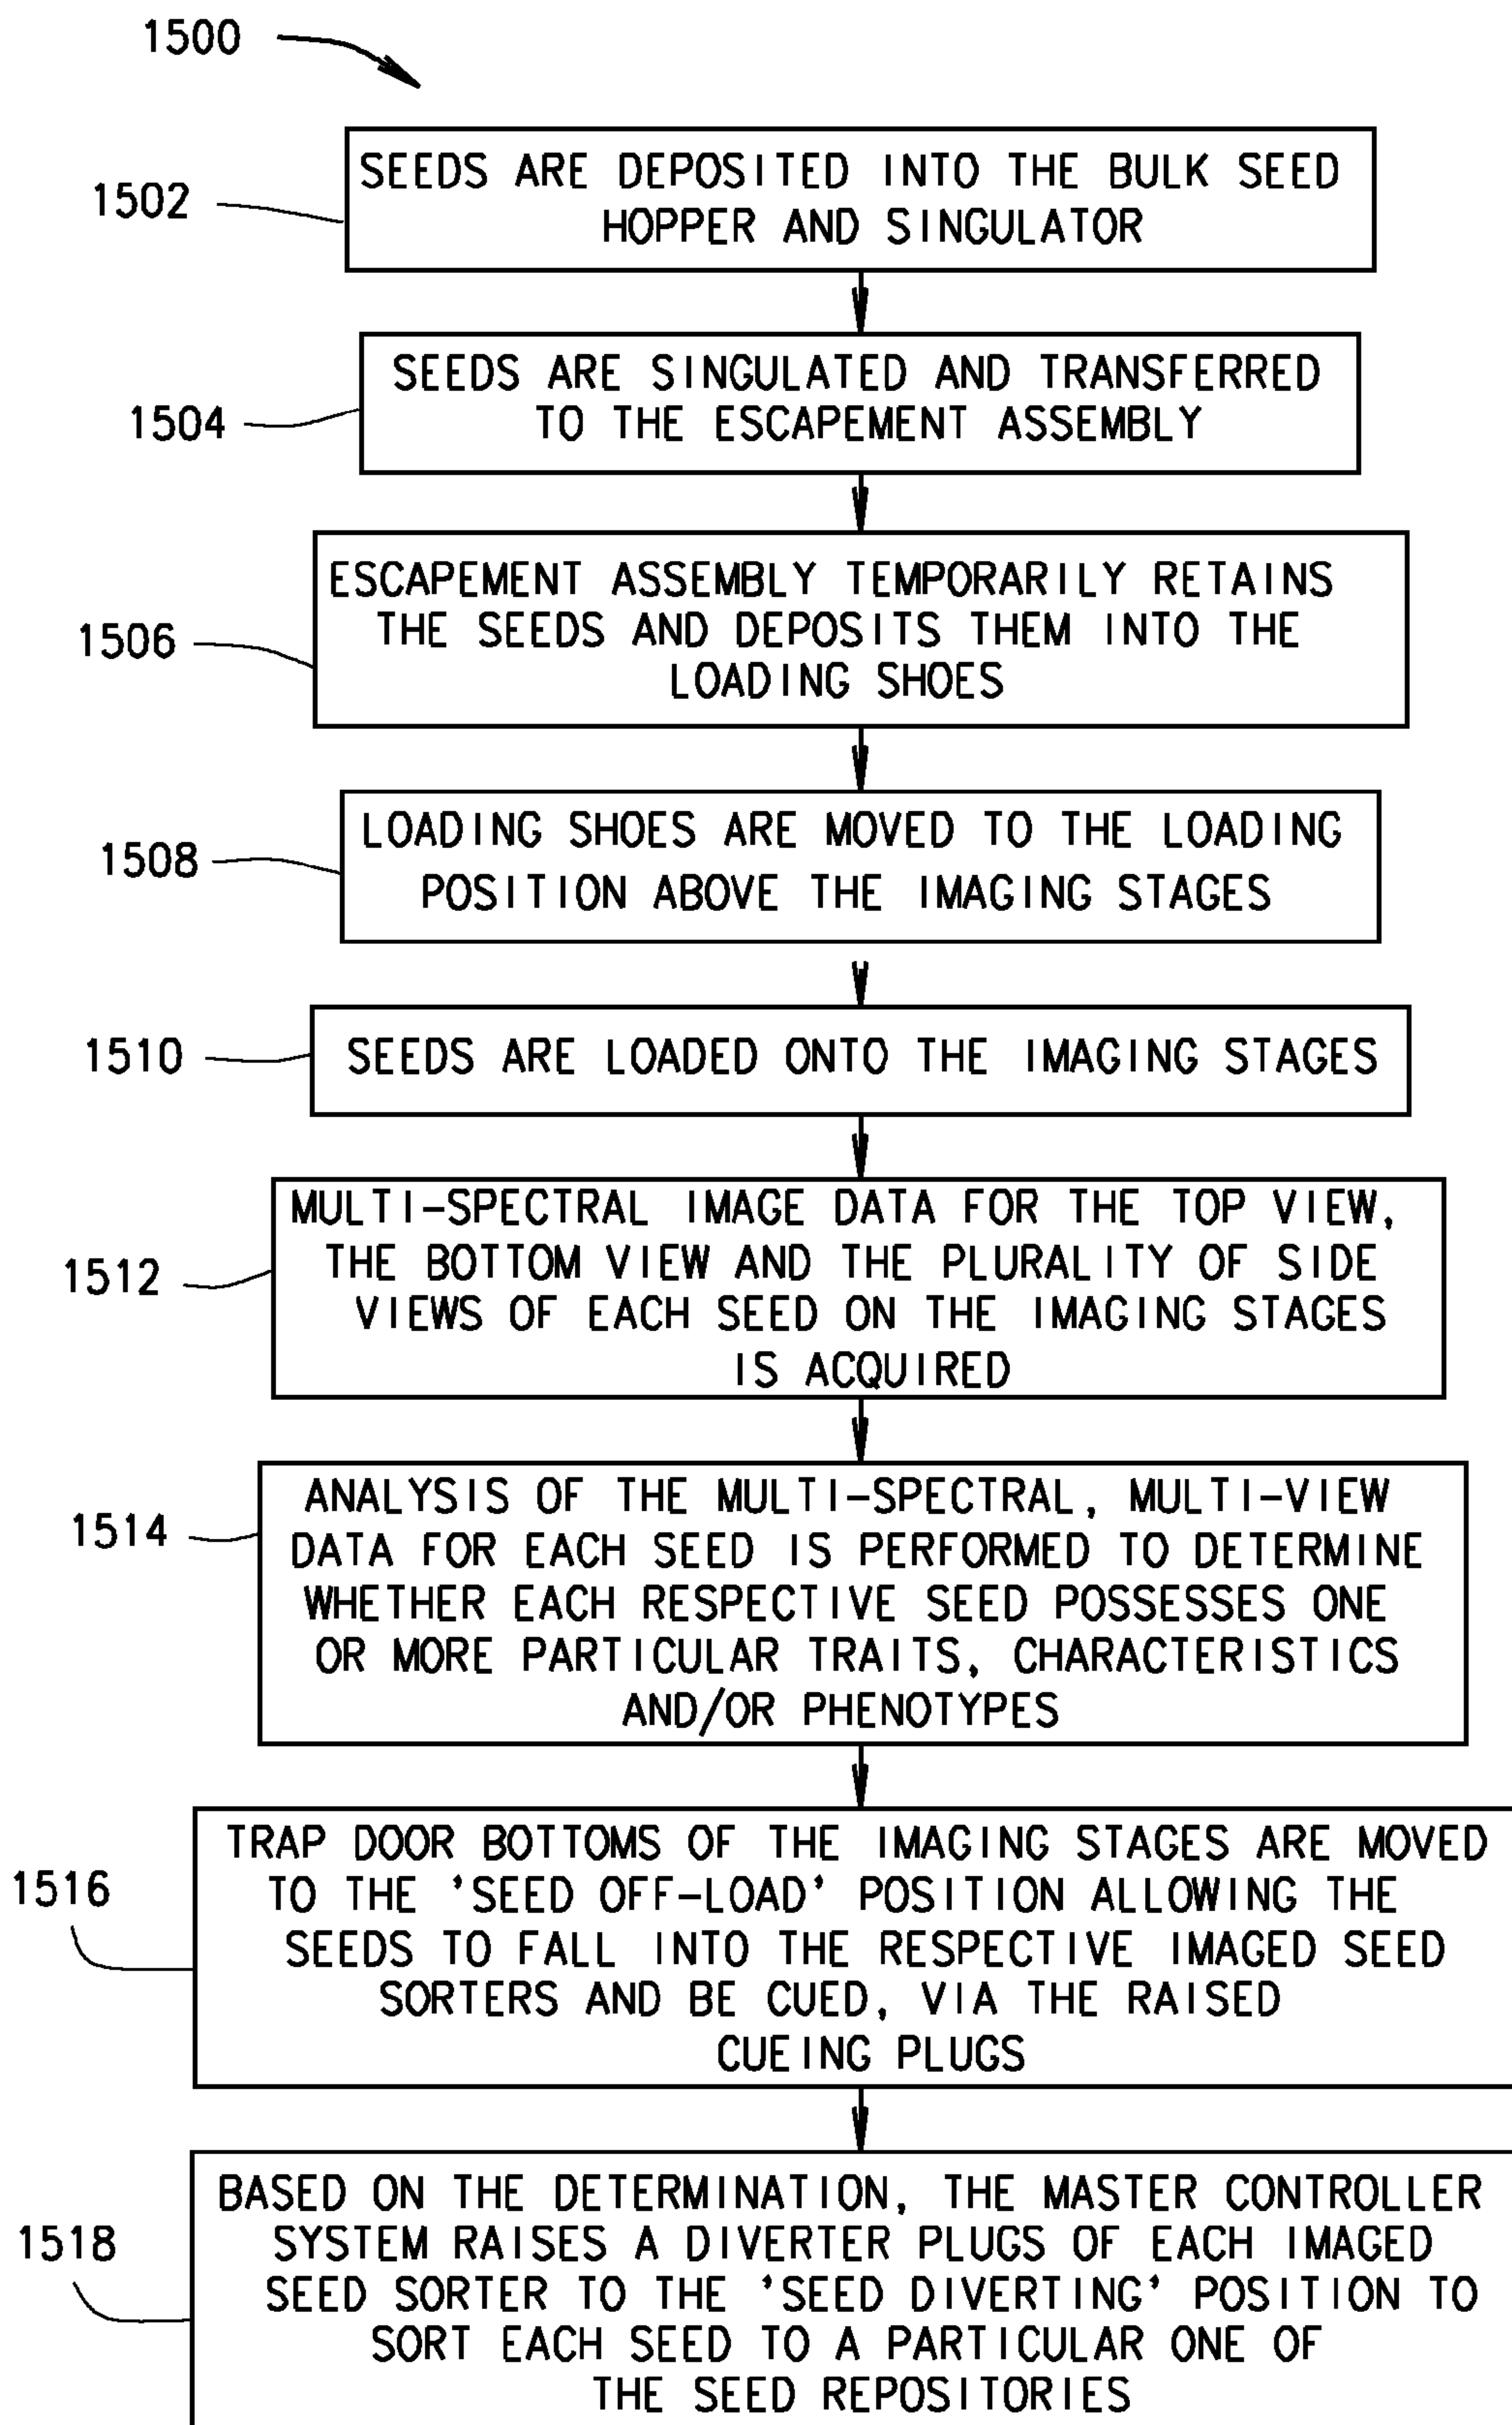 1500
1502
SEEDS ARE DEPOSITED INTO THE BULK SEED
HOPPER AND SINGULATOR
1504
SEEDS ARE SINGULATED AND TRANSFERRED
TO THE ESCAPEMENT ASSEMBLY
1506
ESCAPEMENT ASSEMBLY TEMPORARILY RETAINS
THE SEEDS AND DEPOSITS THEM INTO THE
LOADING SHOES
1508
LOADING SHOES ARE MOVED TO THE LOADING
POSITION ABOVE THE IMAGING STAGES
1510
SEEDS ARE LOADED ONTO THE IMAGING STAGES
1512
MULTI-SPECTRAL IMAGE DATA FOR THE TOP VIEW,
THE BOTTOM VIEW AND THE PLURALITY OF SIDE
VIEWS OF EACH SEED ON THE IMAGING STAGES
IS ACQUIRED
1514
ANALYSIS OF THE MULTI-SPECTRAL, MULTI-VIEW
DATA FOR EACH SEED IS PERFORMED TO DETERMINE
WHETHER EACH RESPECTIVE SEED POSSESSES ONE
OR MORE PARTICULAR TRAITS, CHARACTERISTICS
AND/OR PHENOTYPES
1516
TRAP DOOR BOTTOMS OF THE IMAGING STAGES ARE MOVED
TO THE 'SEED OFF-LOAD' POSITION ALLOWING THE
SEEDS TO FALL INTO THE RESPECTIVE IMAGED SEED
SORTERS AND BE CUED, VIA THE RAISED
CUEING PLUGS
1518
BASED ON THE DETERMINATION, THE MASTER CONTROLLER
SYSTEM RAISES A DIVERTER PLUGS OF EACH IMAGED
SEED SORTER TO THE 'SEED DIVERTING' POSITION TO
SORT EACH SEED TO A PARTICULAR ONE OF
THE SEED REPOSITORIES